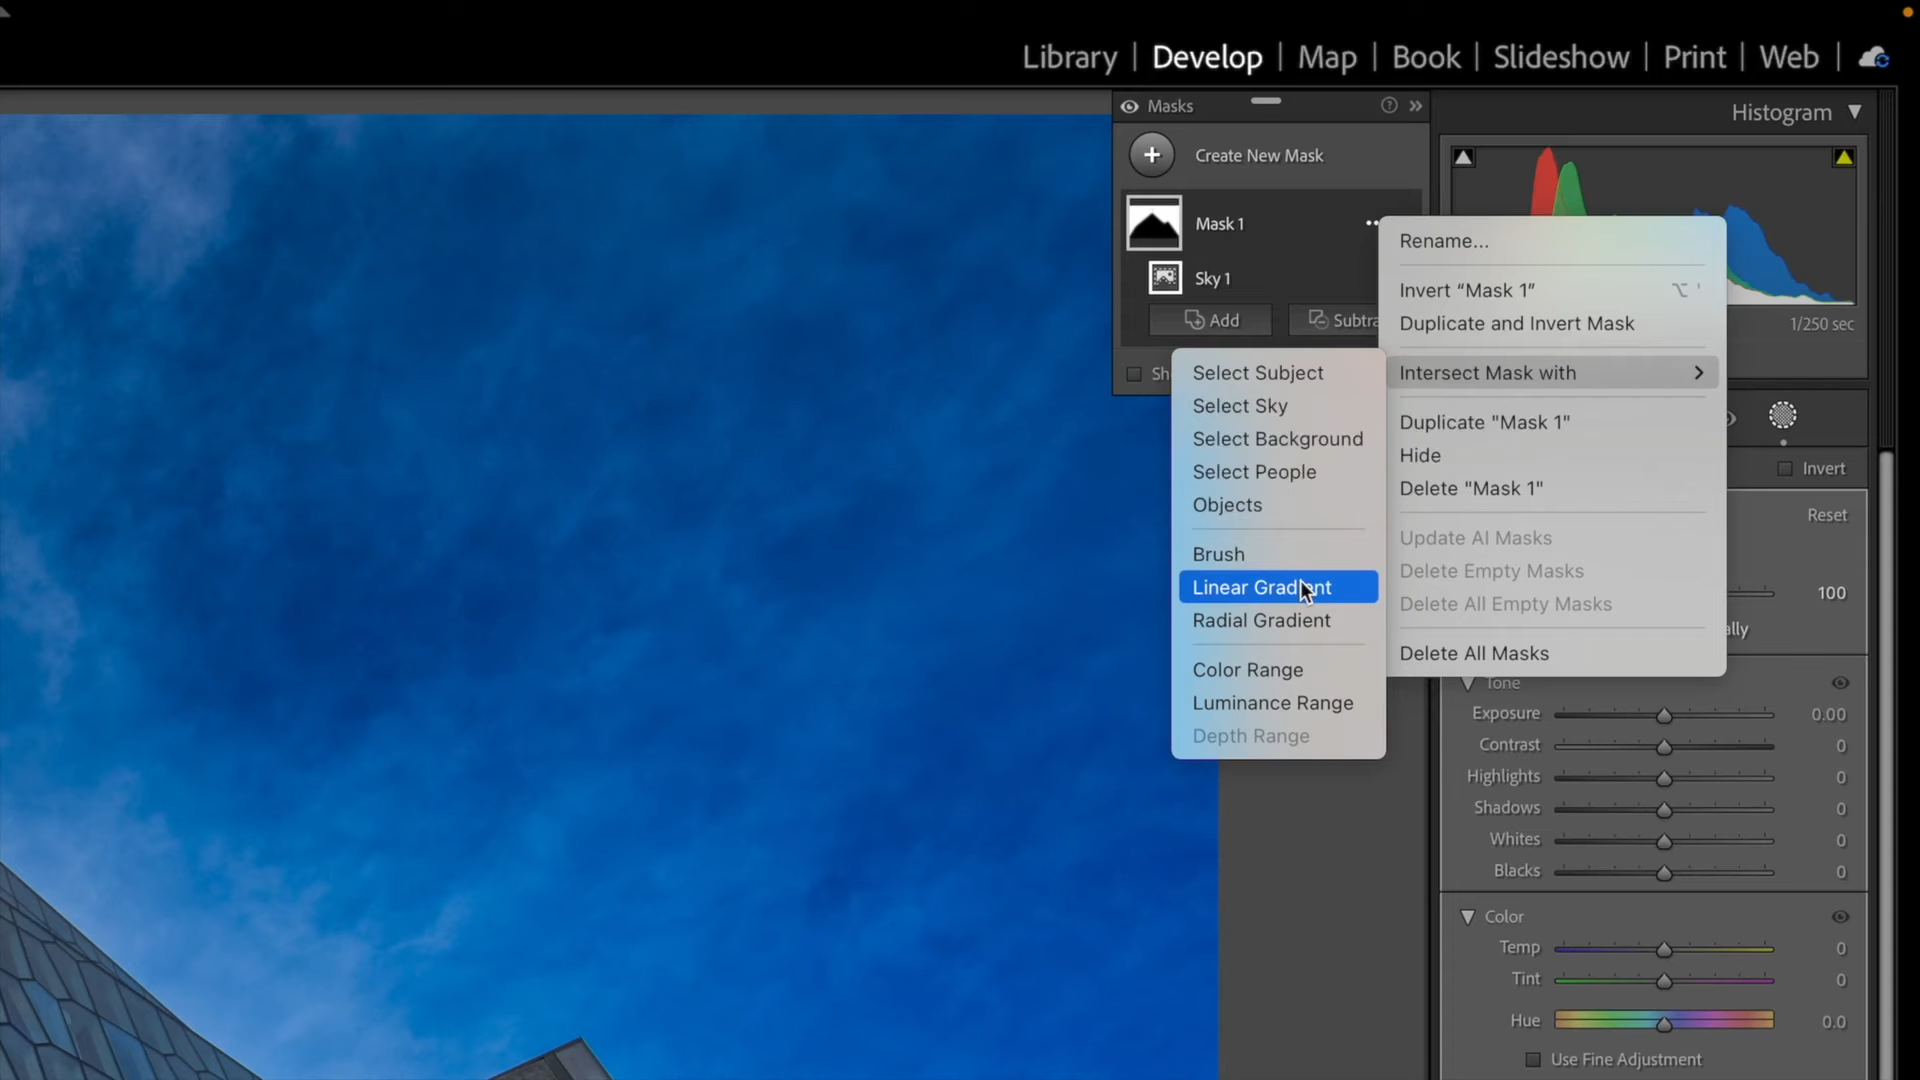 Library | Develop | Map | Book | Slideshow | Print | Web |
Masks
Histogram
Create New Mask
Mask 1
Sky 1
Add
Subtra
1/250 sec
Sh
Rename...
Invert “Mask 1”
⌥ '
Duplicate and Invert Mask
Intersect Mask with
Duplicate "Mask 1"
Hide
Delete "Mask 1"
Update AI Masks
Delete Empty Masks
Delete All Empty Masks
Delete All Masks
Select Subject
Select Sky
Select Background
Select People
Objects
Brush
Linear Gradient
Radial Gradient
Color Range
Luminance Range
Depth Range
Invert
Reset
100
ally
Tone
Exposure 0.00
Contrast 0
Highlights 0
Shadows 0
Whites 0
Blacks 0
Color
Temp 0
Tint 0
Hue 0.0
Use Fine Adjustment